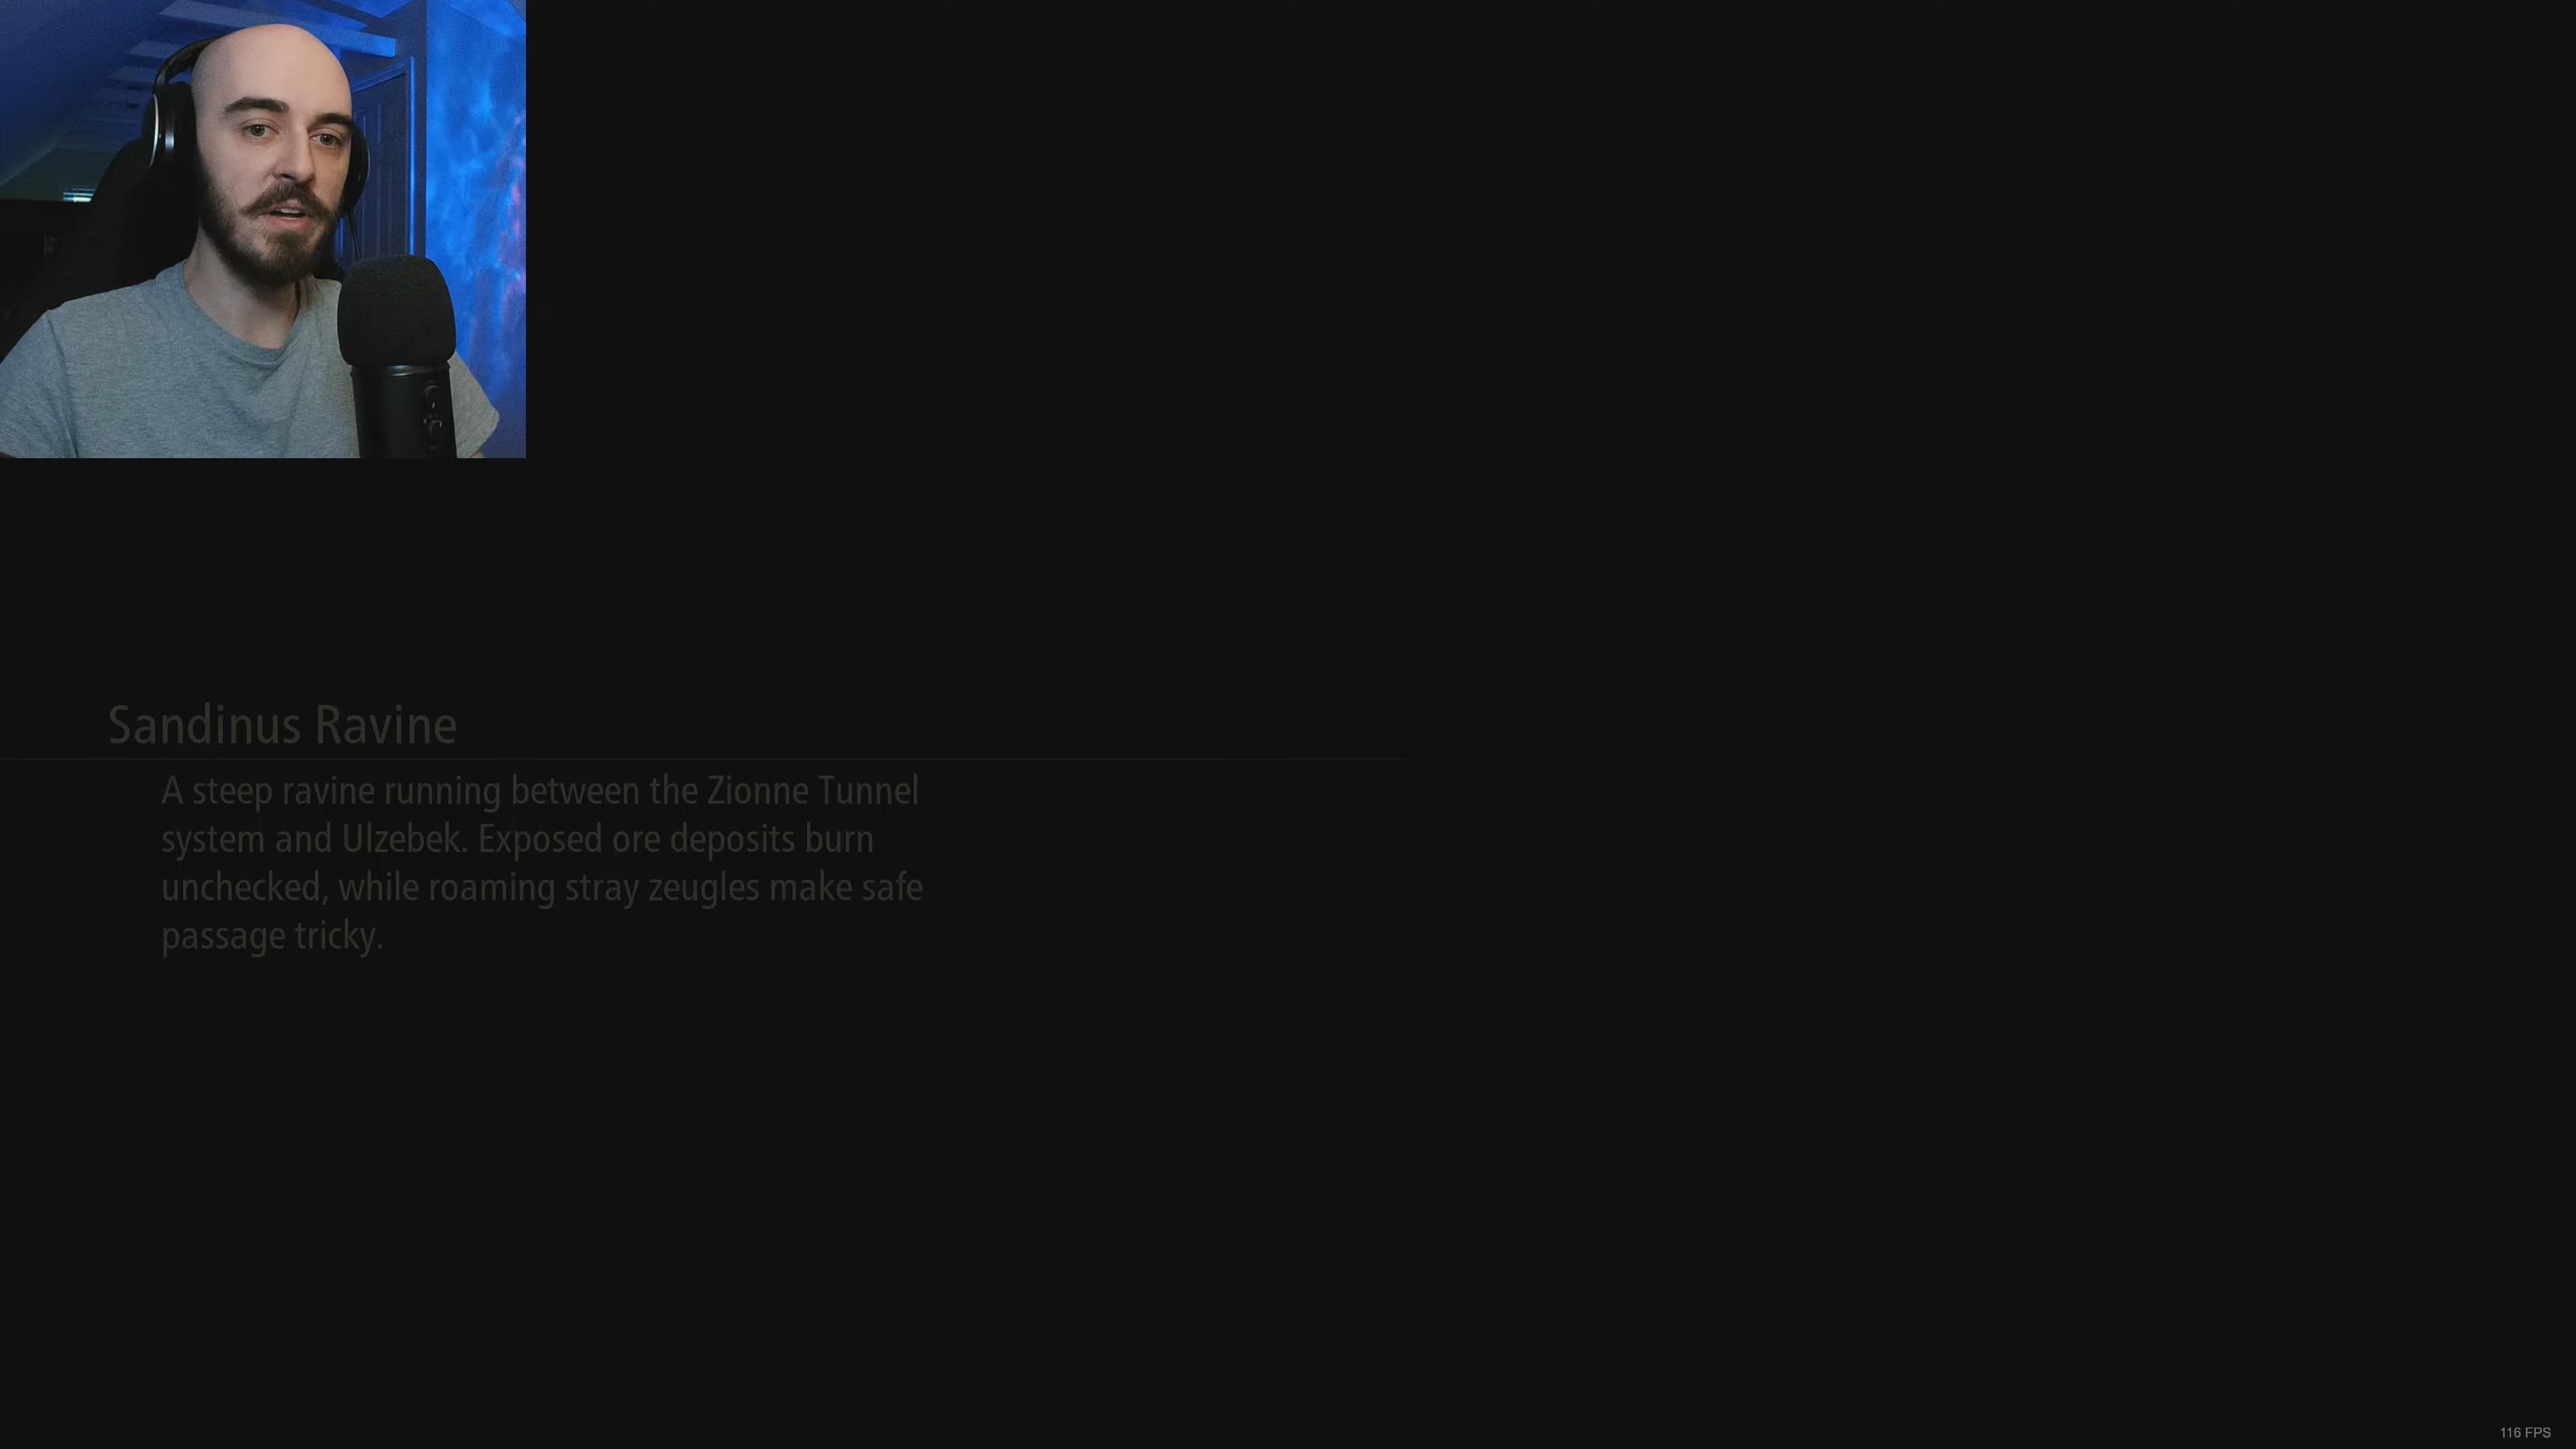 Sandinus Ravine
A steep ravine running between the Zionne Tunnel
system and Ulzebek. Exposed ore deposits burn
unchecked, while roaming stray zeugles make safe
passage tricky.
116 FPS